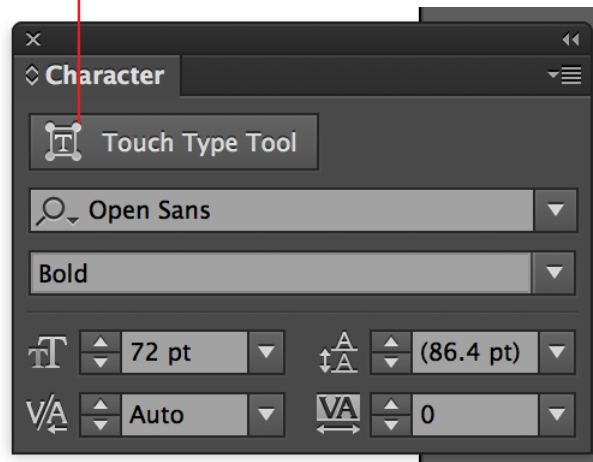 Character
Touch Type Tool
Open Sans
Bold
72 pt (86.4 pt)
Auto 0